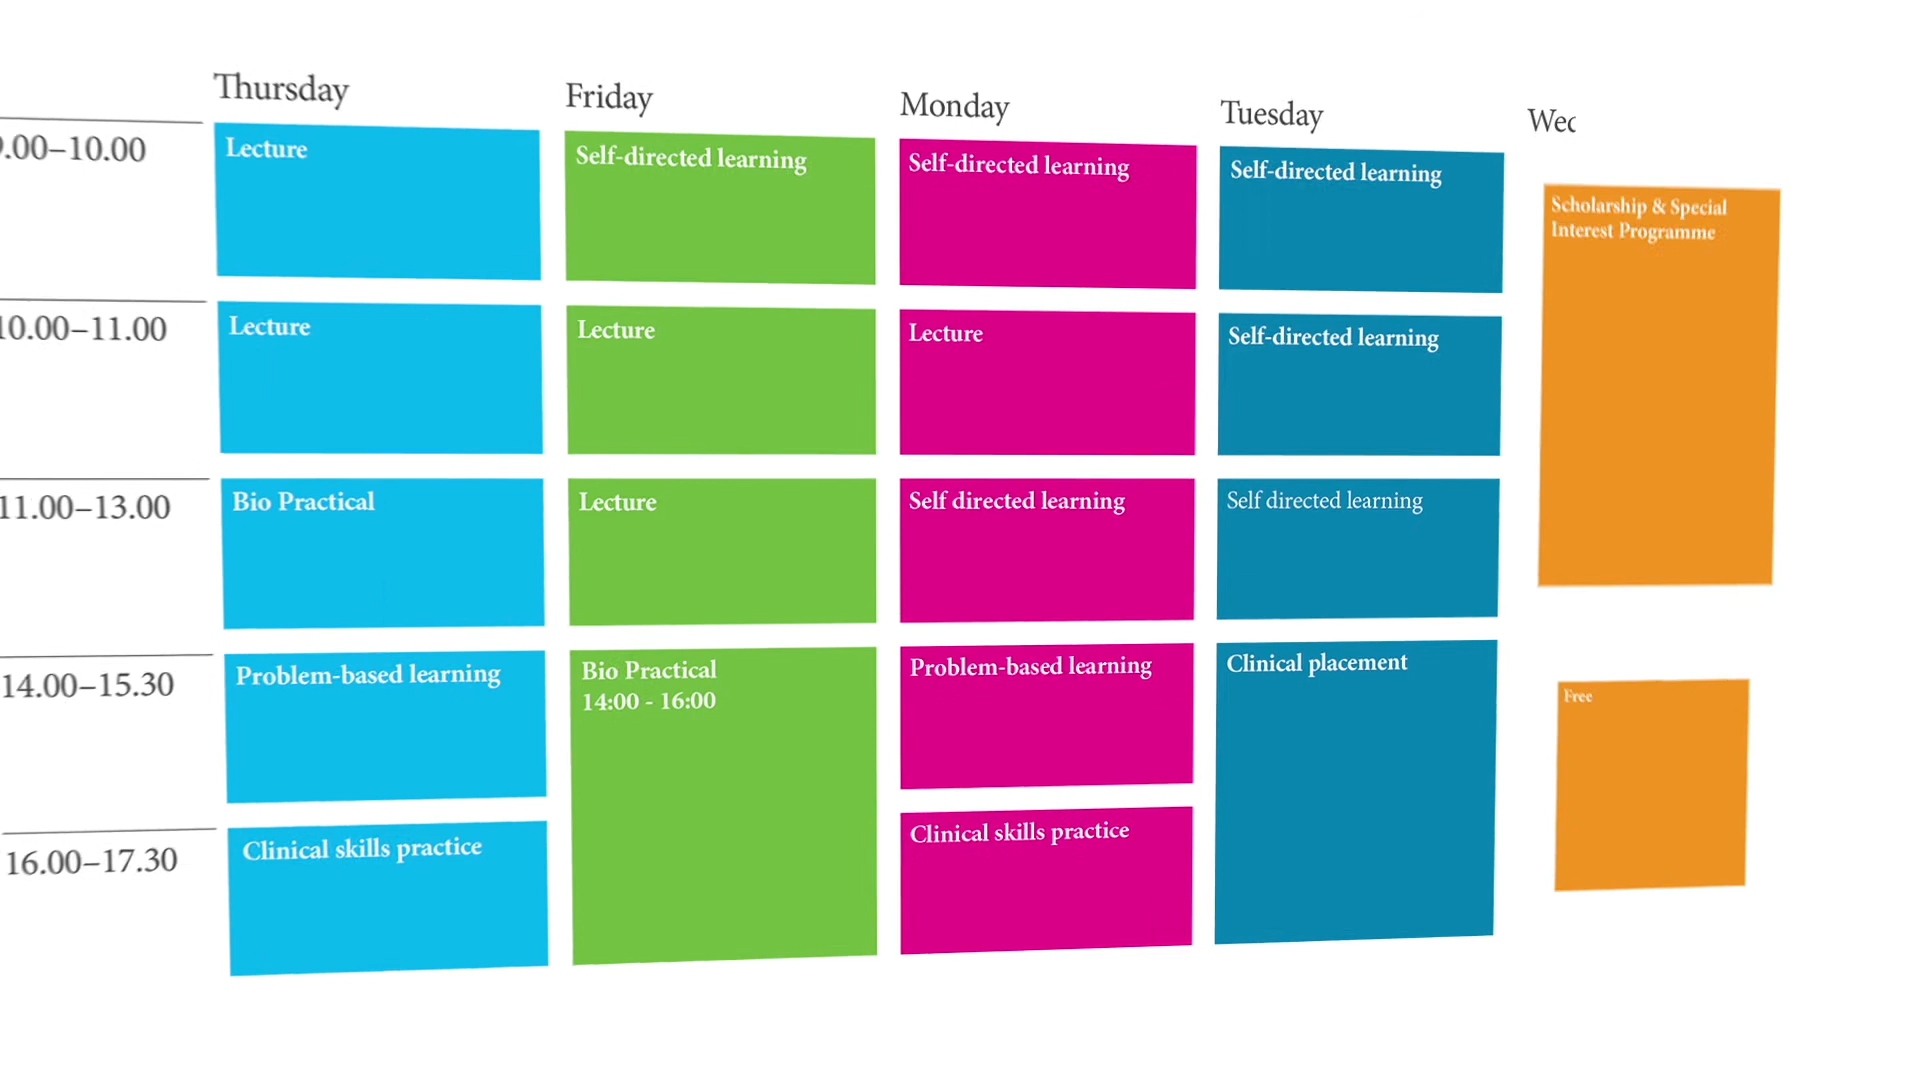 Thursday
Friday
Monday
Tuesday
Wec
9.00–10.00
Lecture
Self-directed learning
Self-directed learning
Self-directed learning
Scholarship & Special
Interest Programme
10.00–11.00
Lecture
Lecture
Lecture
Self-directed learning
11.00–13.00
Bio Practical
Lecture
Self directed learning
Self directed learning
14.00–15.30
Problem-based learning
Bio Practical
14:00 - 16:00
Problem-based learning
Clinical placement
Free
16.00–17.30
Clinical skills practice
Clinical skills practice